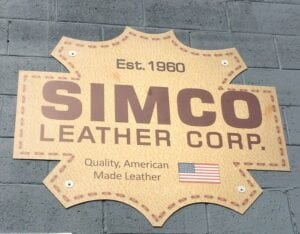 Est. 1960
SIMCO
LEATHER CORP.
Quality, American
Made Leather